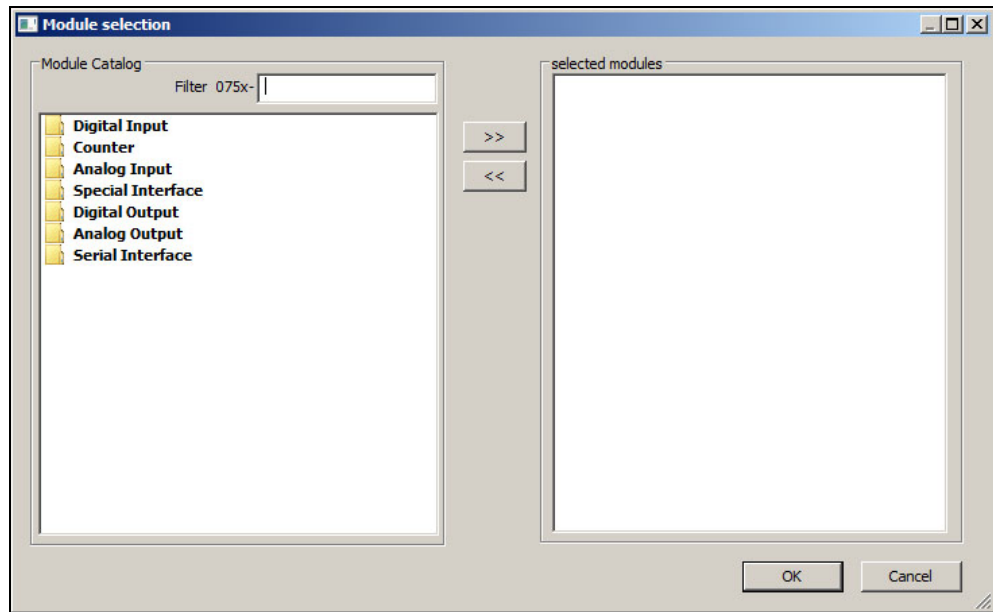 Module selection
Module Catalog
Filter 075x-
Digital Input
Counter
Analog Input
Special Interface
Digital Output
Analog Output
Serial Interface
>>
<<
selected modules
OK
Cancel